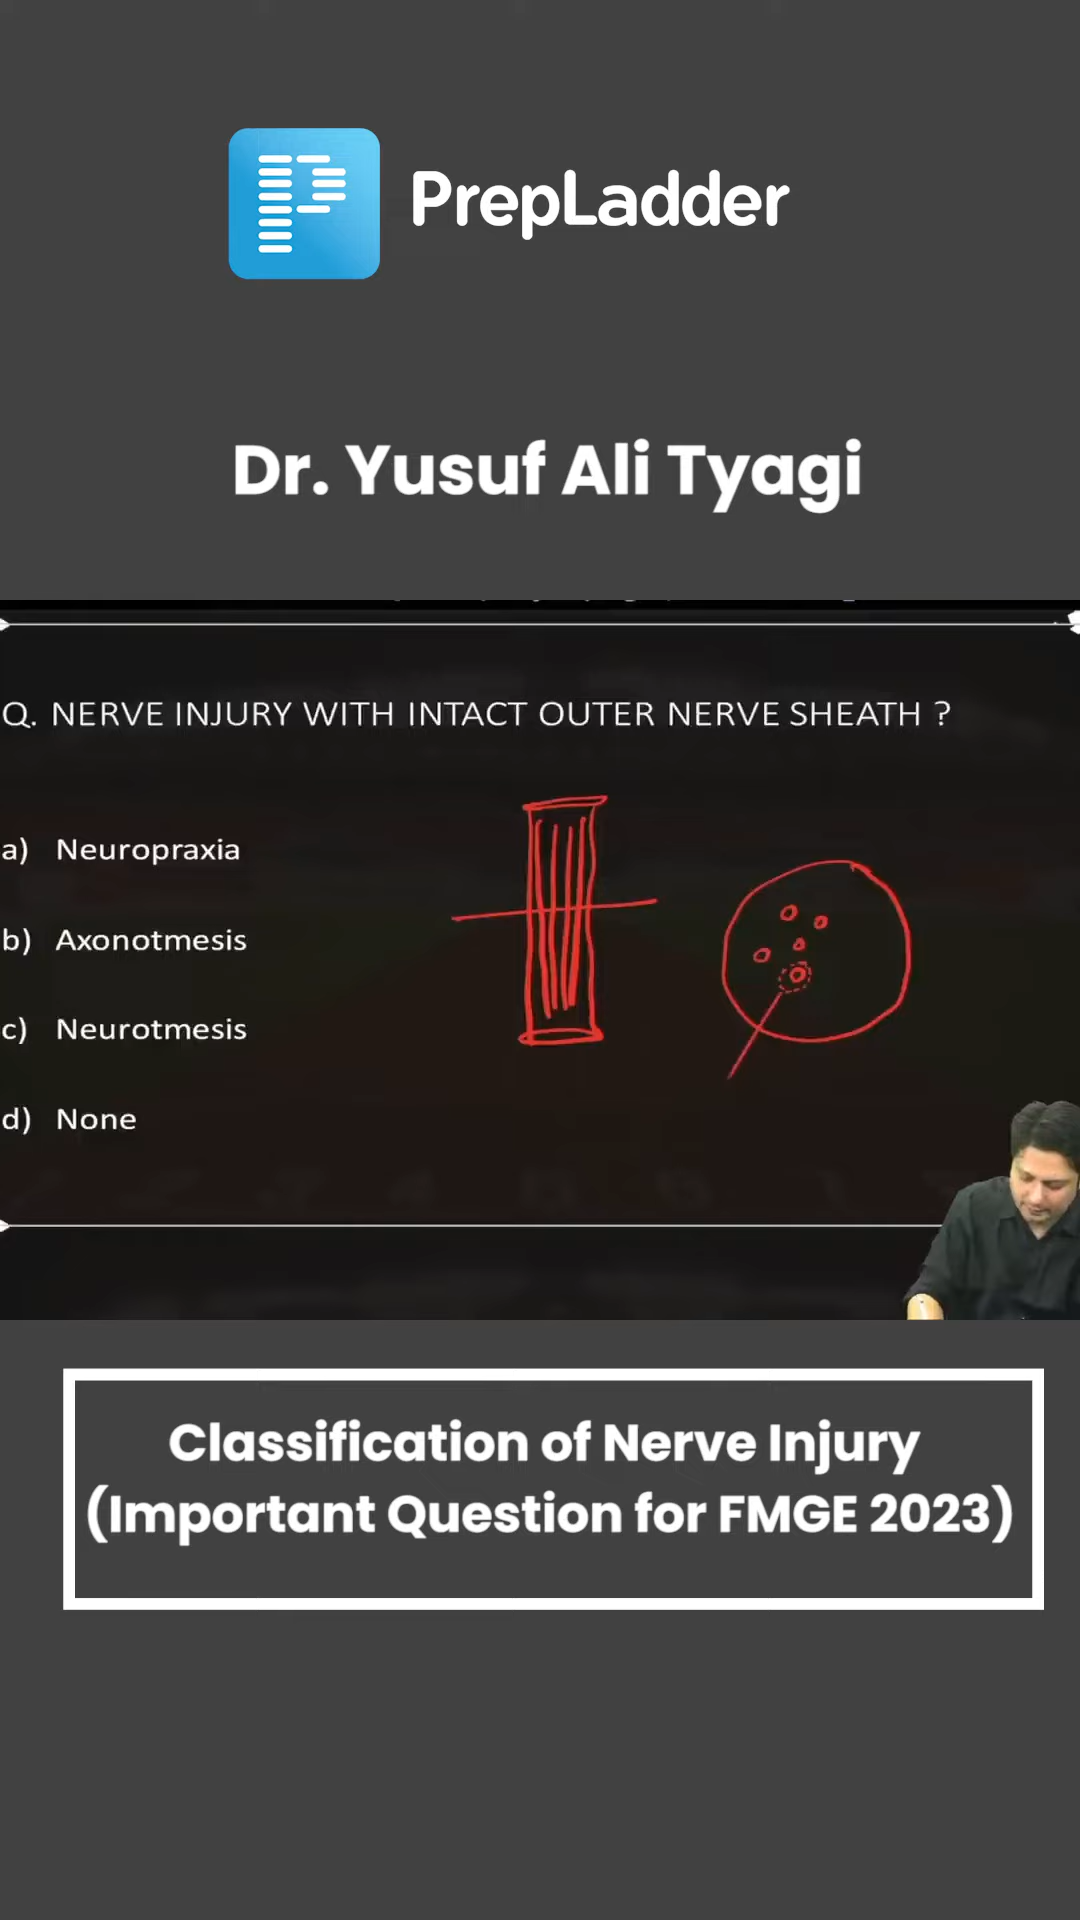 PrepLadder
Dr. Yusuf Ali Tyagi
Q. NERVE INJURY WITH INTACT OUTER NERVE SHEATH ?
a) Neuropraxia
b) Axonotmesis
c) Neurotmesis
d) None
Classification of Nerve Injury
(Important Question for FMGE 2023)